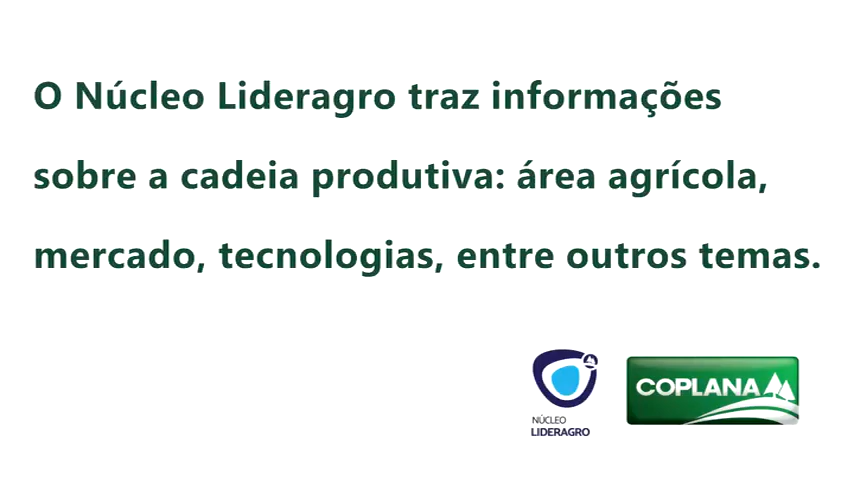 O Núcleo Lideragro traz informações
sobre a cadeia produtiva: área agrícola,
mercado, tecnologias, entre outros temas.
NÚCLEO
LIDERAGRO
COPLANA